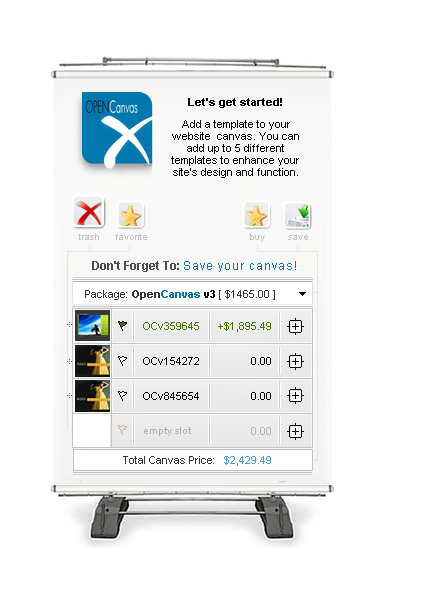 OPENCanvas
Let's get started!
Add a template to your
website canvas. You can
add up to 5 different
templates to enhance your
site's design and function.
trash favorite buy save
Don't Forget To: Save your canvas!
Package: OpenCanvas v3 [ $1465.00 ]
OCv359645 +$1,895.49
OCv154272 0.00
OCv845654 0.00
empty slot 0.00
Total Canvas Price: $2,429.49